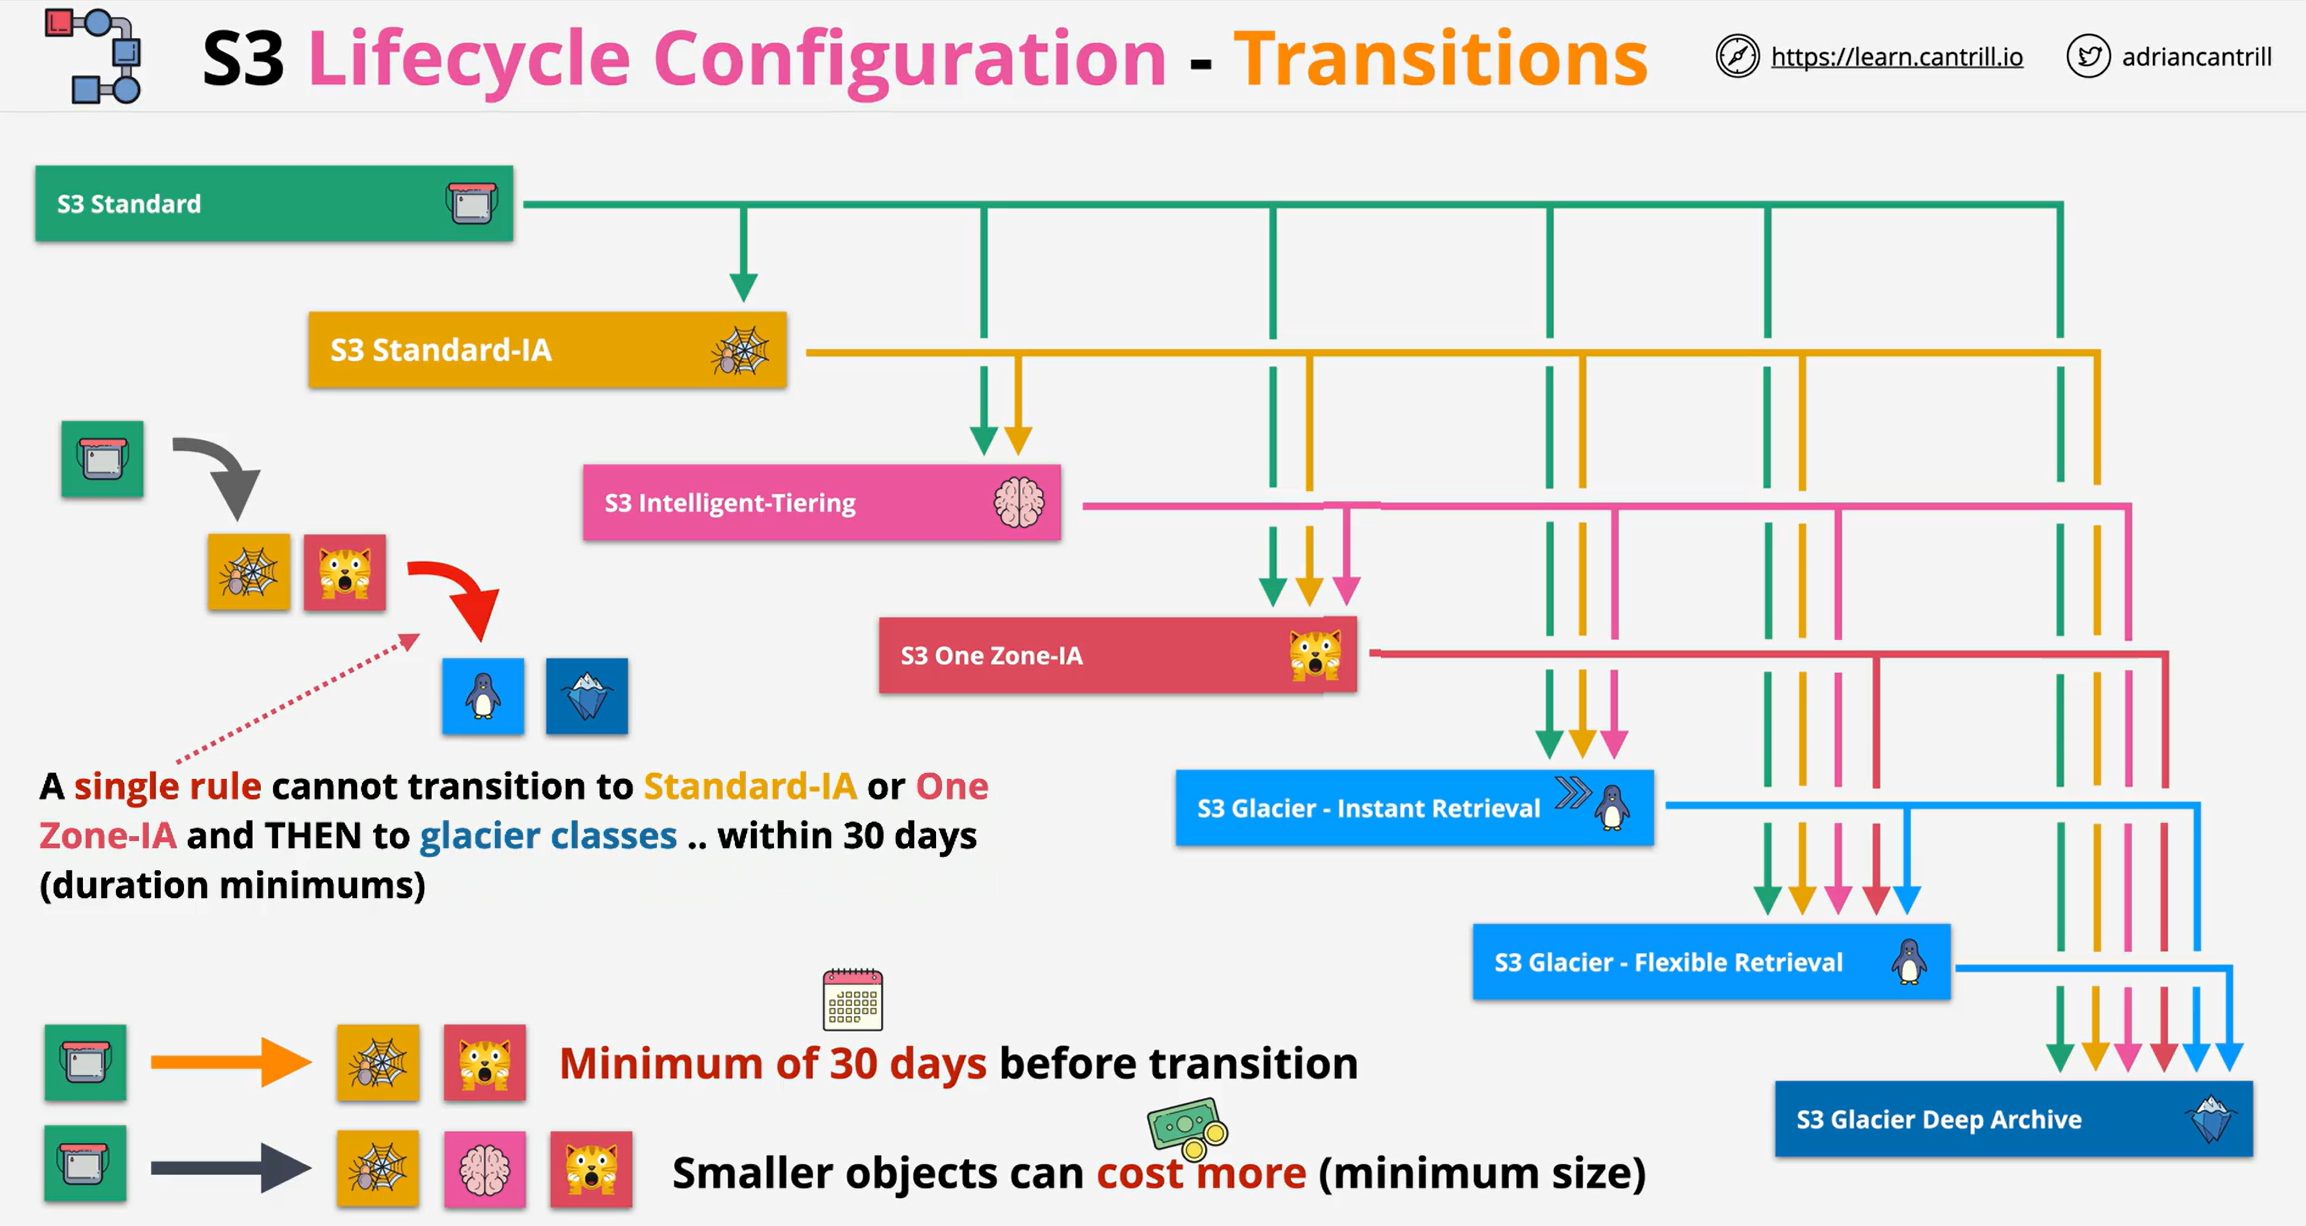 S3 Lifecycle Configuration - Transitions
https://learn.cantrill.io
adriancantrill
S3 Standard
S3 Standard-IA
S3 Intelligent-Tiering
S3 One Zone-IA
S3 Glacier - Instant Retrieval
S3 Glacier - Flexible Retrieval
S3 Glacier Deep Archive
A single rule cannot transition to Standard-IA or One
Zone-IA and THEN to glacier classes .. within 30 days
(duration minimums)
Minimum of 30 days before transition
Smaller objects can cost more (minimum size)